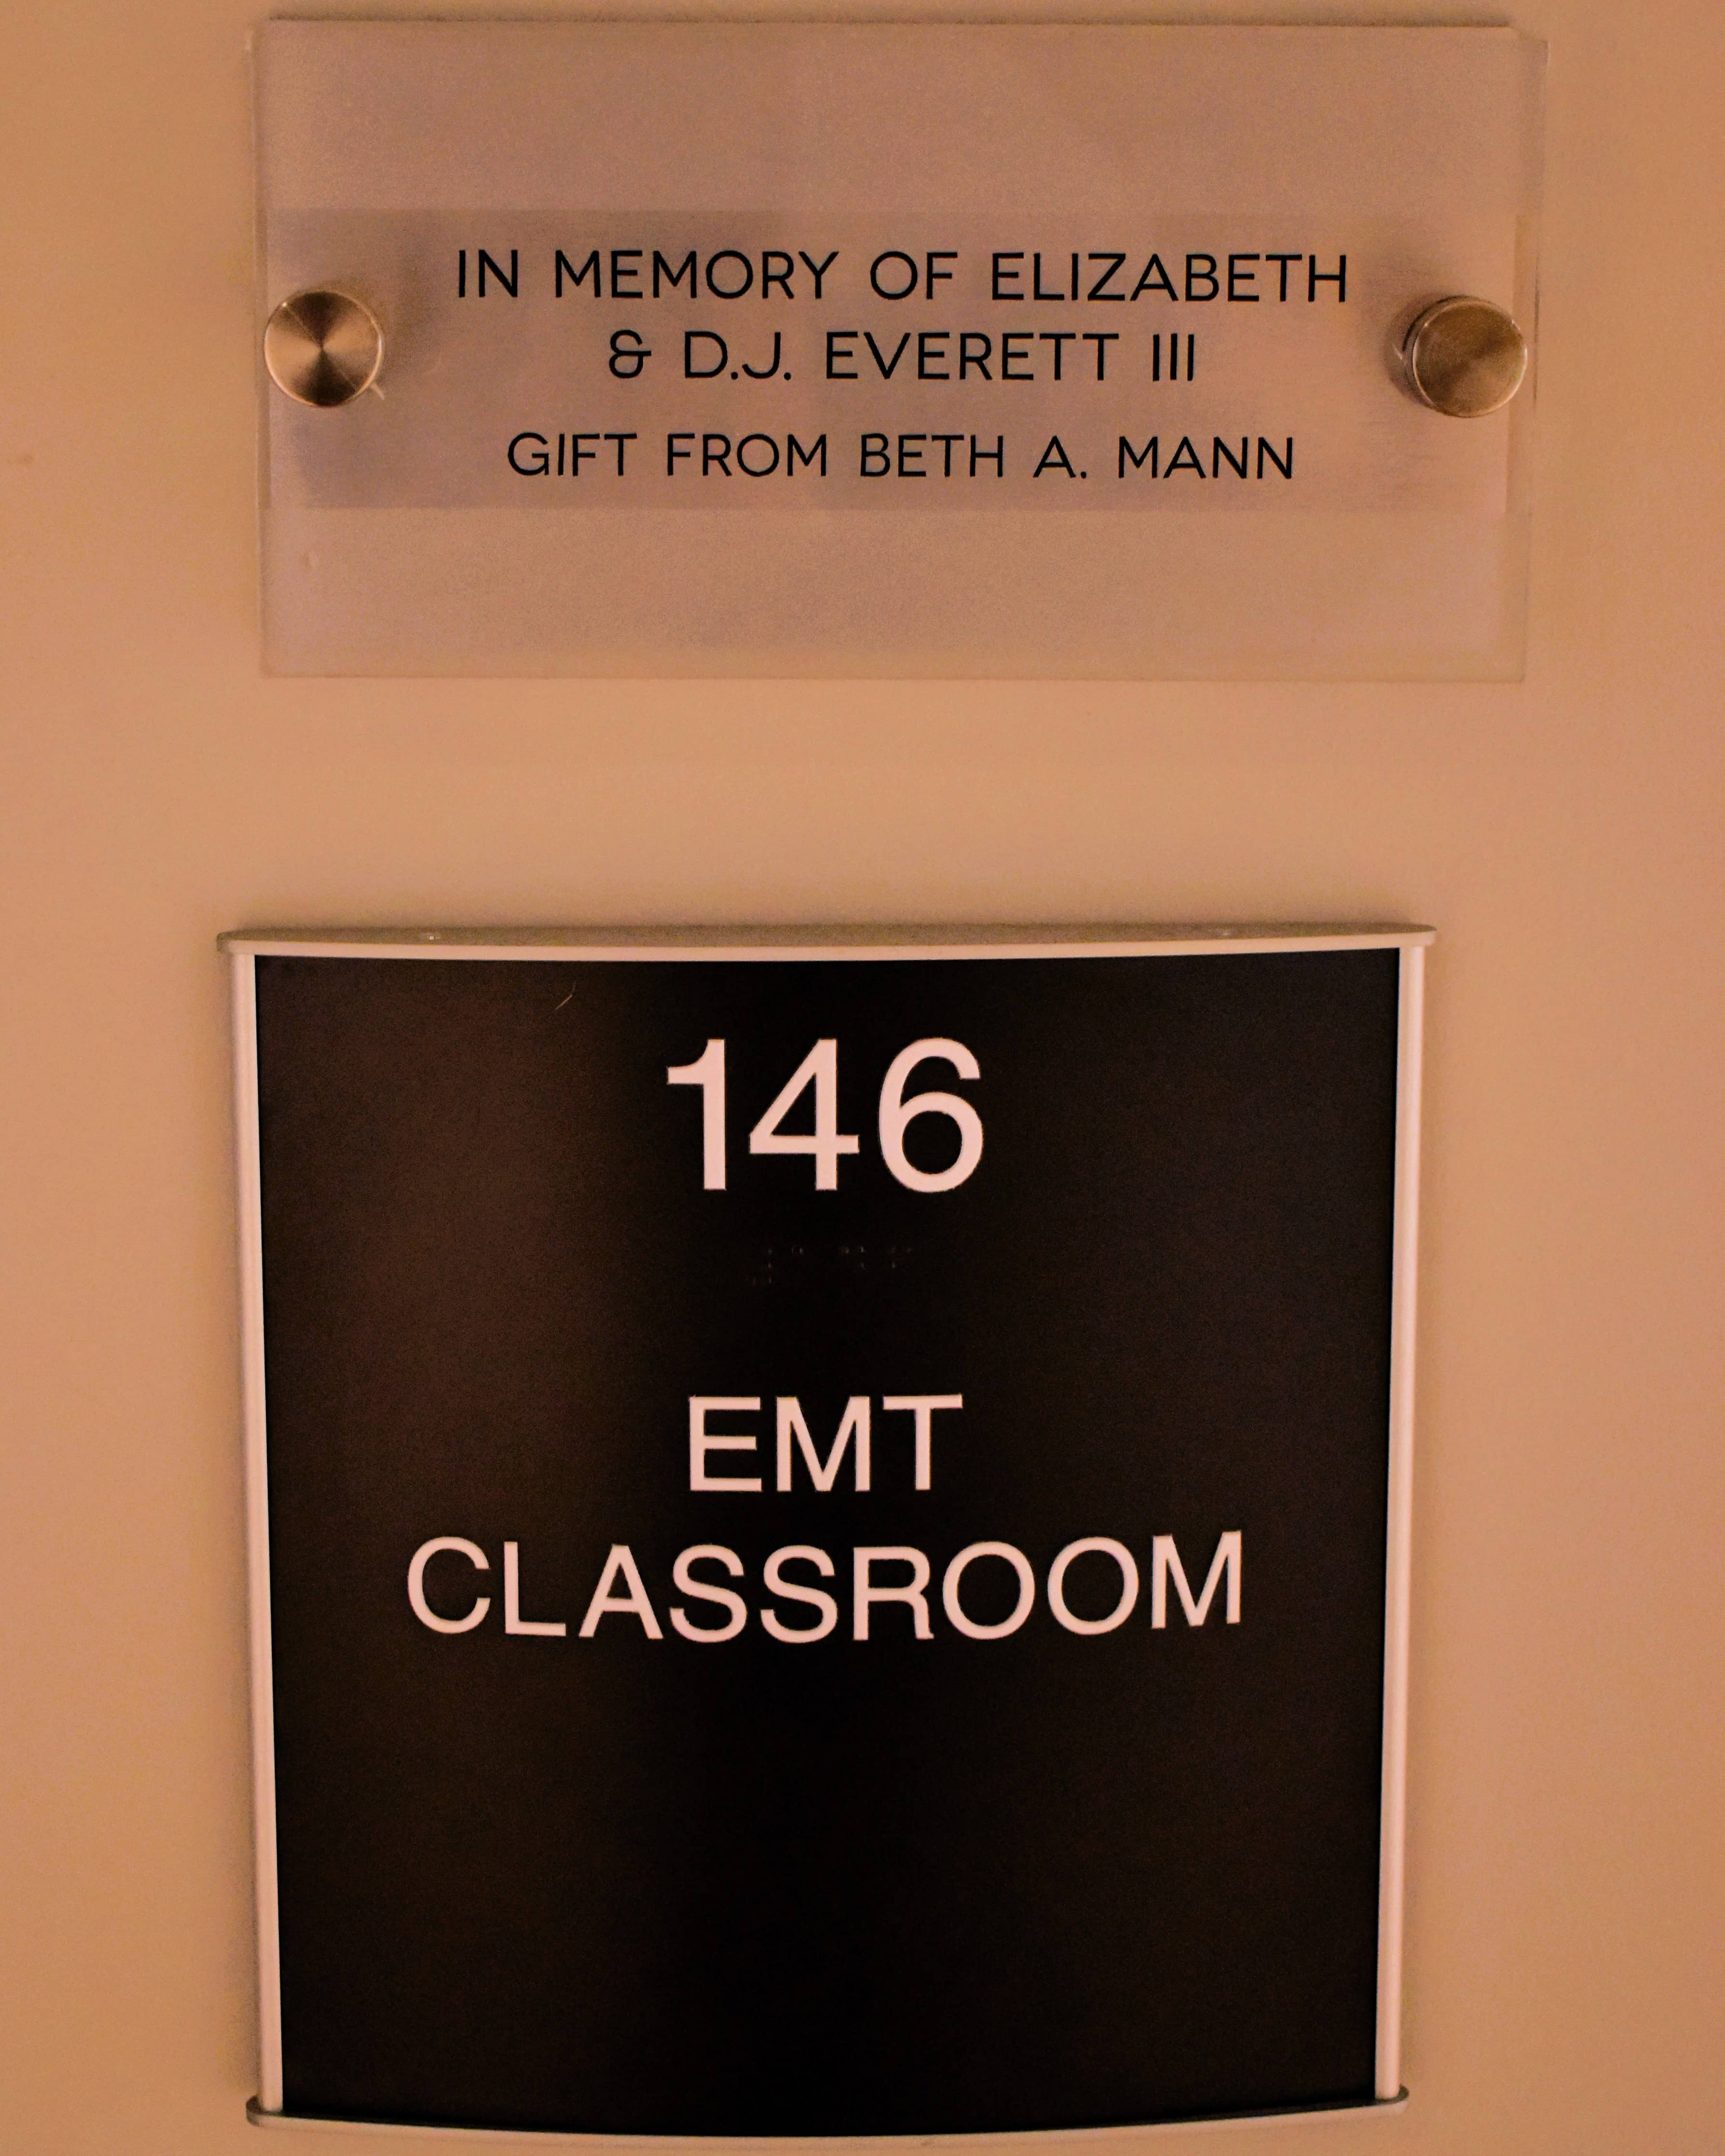 IN MEMORY OF ELIZABETH
& D.J. EVERETT III
GIFT FROM BETH A. MANN
146
EMT
CLASSROOM